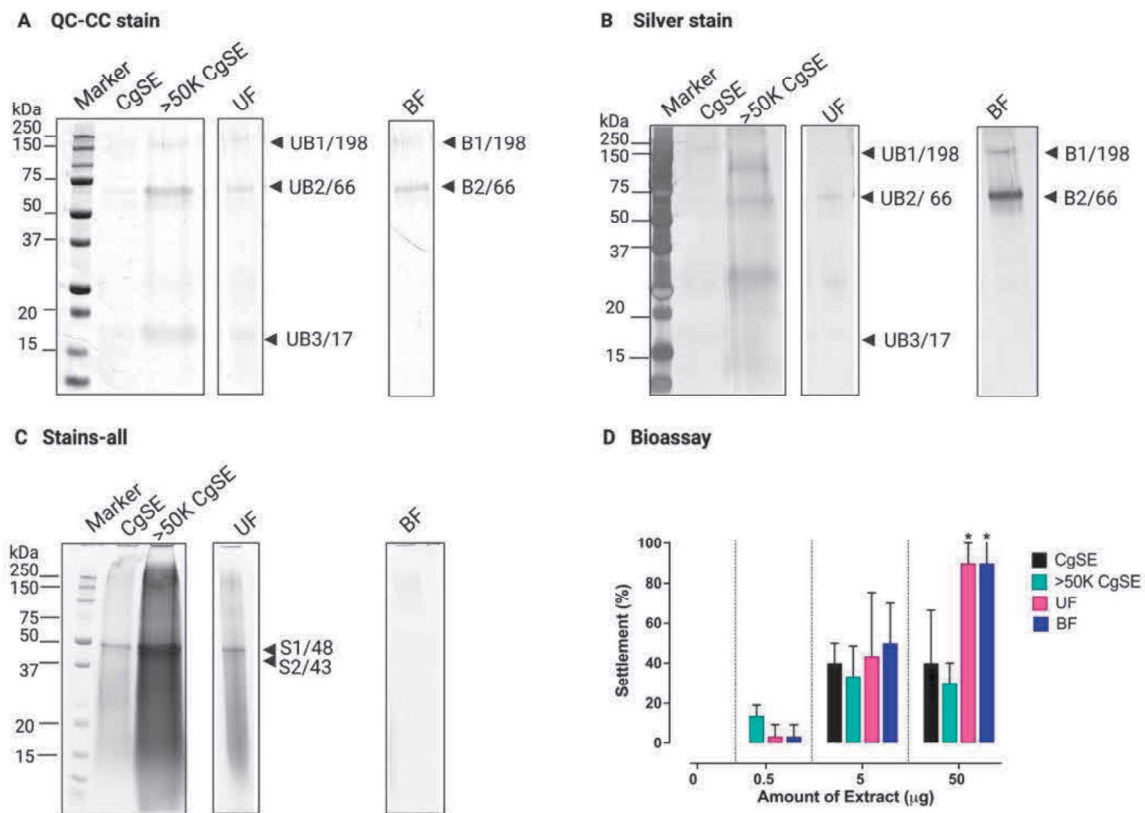 A QC-CC stain
kDa
Marker
CgSE
>50K CgSE
UF
BF
250
150
75
50
37
20
15
UB1/198
UB2/66
UB3/17
B1/198
B2/66
B Silver stain
kDa
Marker
CgSE
>50K CgSE
UF
BF
250
150
75
50
37
20
15
UB1/198
UB2/ 66
UB3/17
B1/198
B2/66
C Stains-all
kDa
Marker
CgSE
>50K CgSE
UF
BF
250
150
75
50
37
20
15
S1/48
S2/43
D Bioassay
Settlement (%)
100
80
60
40
20
0
* *
0 0.5 5 50
Amount of Extract (μg)
CgSE
>50K CgSE
UF
BF